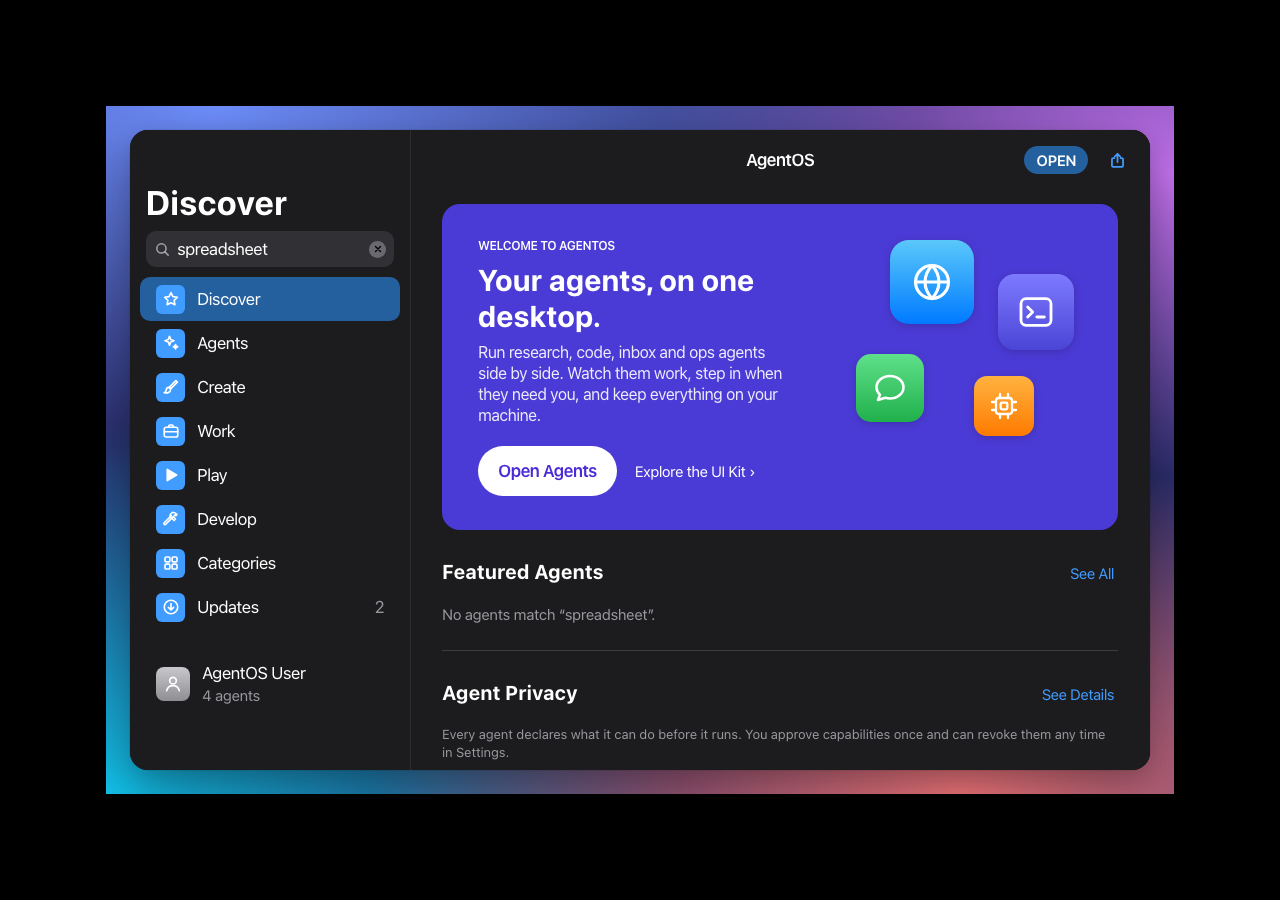 Discover
spreadsheet
Discover
Agents
Create
Work
Play
Develop
Categories
Updates 2
AgentOS User
4 agents
AgentOS
OPEN
WELCOME TO AGENTOS
Your agents, on one
desktop.
Run research, code, inbox and ops agents
side by side. Watch them work, step in when
they need you, and keep everything on your
machine.
Open Agents
Explore the UI Kit ›
Featured Agents
See All
No agents match “spreadsheet”.
Agent Privacy
See Details
Every agent declares what it can do before it runs. You approve capabilities once and can revoke them any time
in Settings.